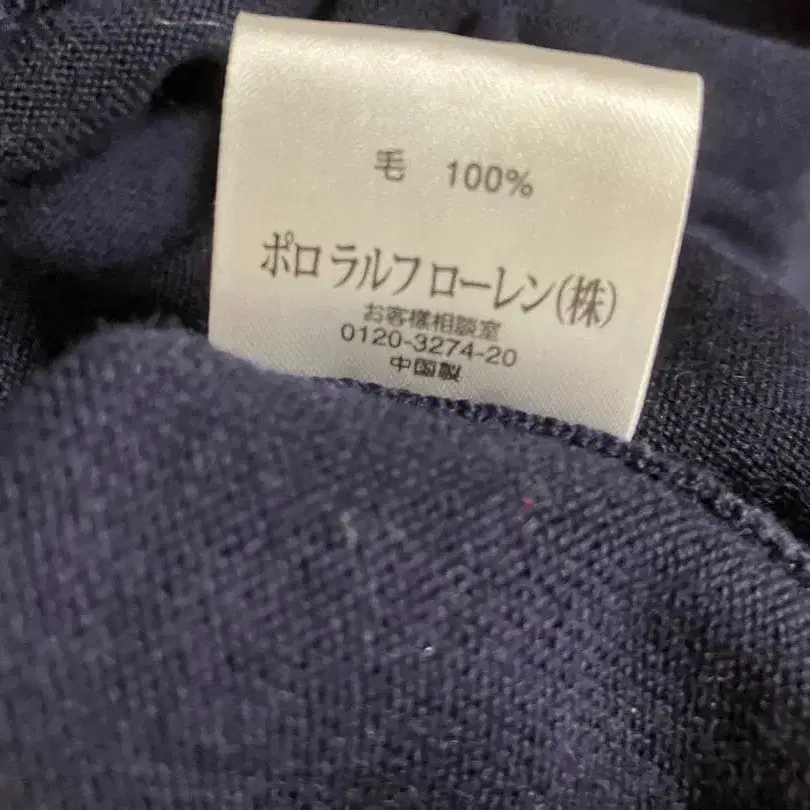 毛 100%
ポロ ラルフ ローレン(株)
お客様相談室
0120-3274-20
中国製